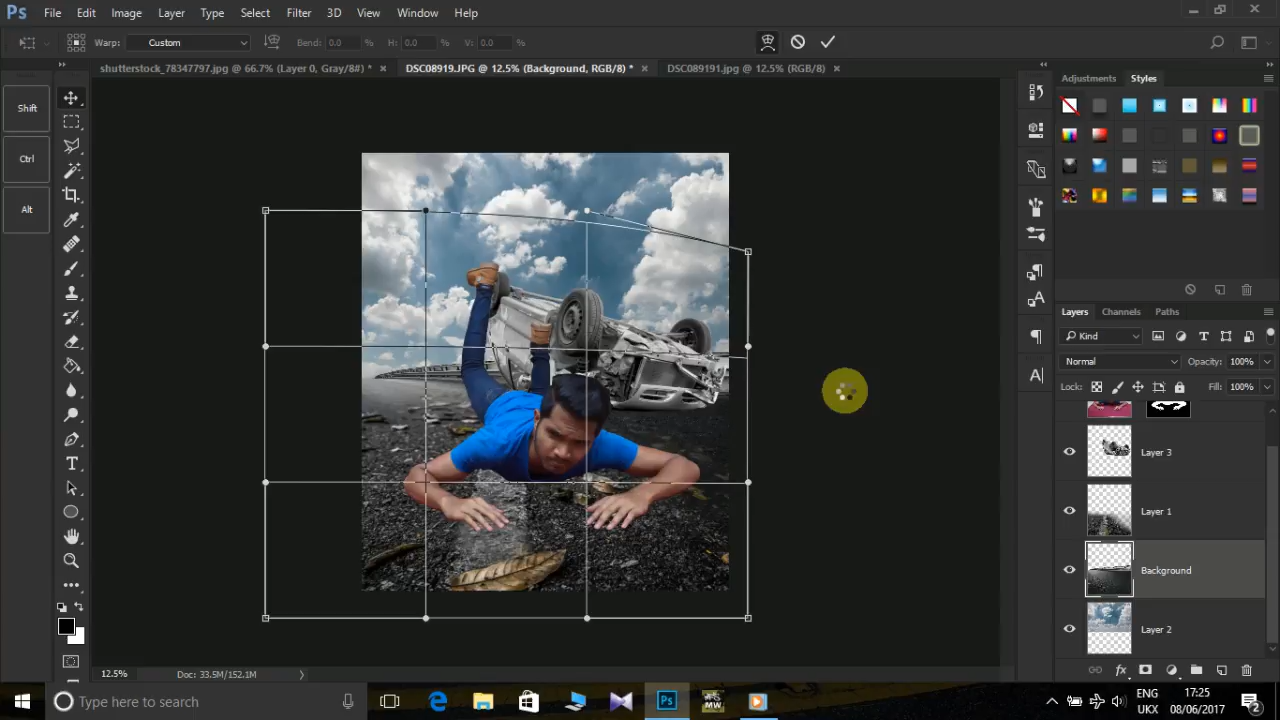 Ps File Edit Image Layer Type Select Filter 3D View Window Help
Warp: Custom Bend: 0.0 % H: 0.0 % V: 0.0 %
shutterstock_78347797.jpg @ 66.7% (Layer 0, Gray/8#) * × DSC08919.JPG @ 12.5% (Background, RGB/8) * × DSC089191.jpg @ 12.5% (RGB/8) ×
Adjustments Styles
Shift
Ctrl
Alt
Layers Channels Paths
Kind
Normal Opacity: 100%
Lock: Fill: 100%
Layer 3
Layer 1
Background
Layer 2
12.5% Doc: 33.5M/152.1M
Type here to search
MW
ENG
UKX
17:25
08/06/2017
2